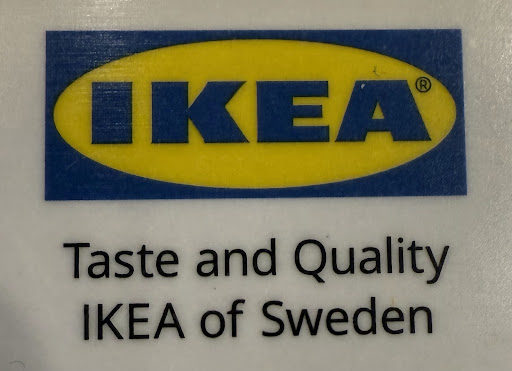 IKEA®
Taste and Quality
IKEA of Sweden